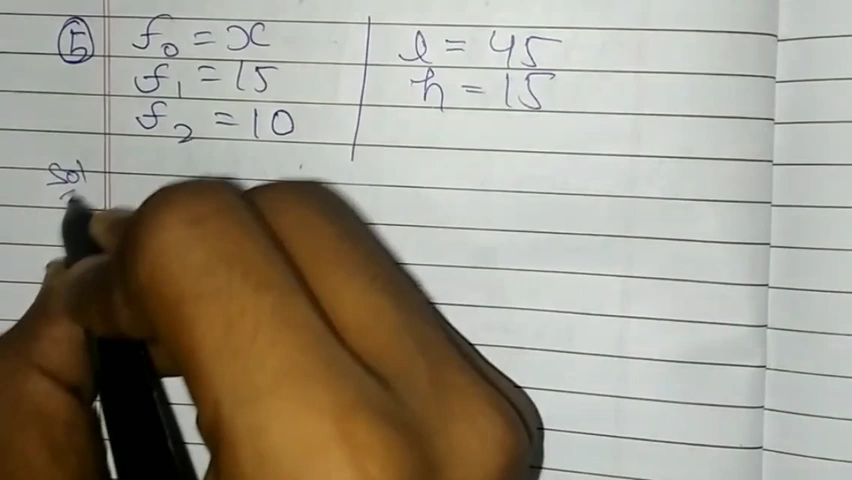 5 f₀ = x
f₁ = 15
f₂ = 10
l = 45
h = 15
Sol